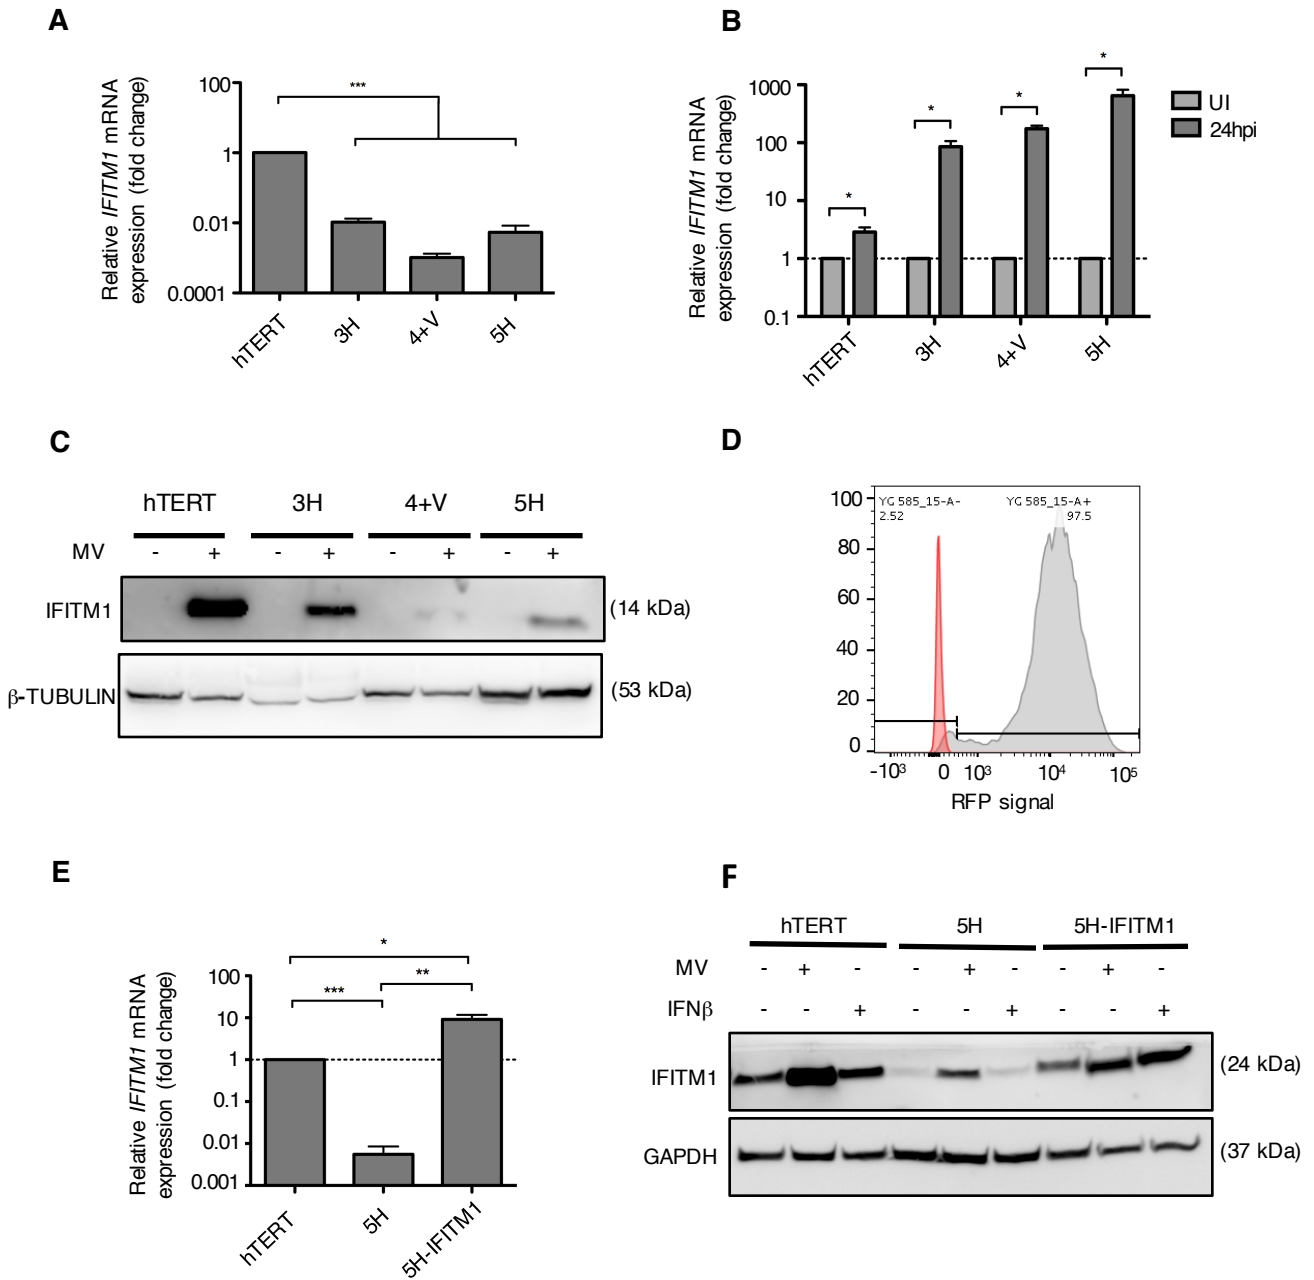 A
Relative IFITM1 mRNA
expression (fold change)
100
1
0.01
0.0001
***
hTERT
3H
4+V
5H
B
Relative IFITM1 mRNA
expression (fold change)
1000
100
10
1
0.1
*
*
*
*
hTERT
3H
4+V
5H
UI
24hpi
C
hTERT 3H 4+V 5H
MV - + - + - + - +
IFITM1 (14 kDa)
β-TUBULIN (53 kDa)
D
YG 585_15-A-
2.52
YG 585_15-A+
97.5
100
80
60
40
20
0
-10³ 0 10³ 10⁴ 10⁵
RFP signal
E
Relative IFITM1 mRNA
expression (fold change)
100
10
1
0.1
0.01
0.001
*
**
***
hTERT
5H
5H-IFITM1
F
hTERT 5H 5H-IFITM1
MV - + - - + - - + -
IFNβ - - + - - + - - +
IFITM1 (24 kDa)
GAPDH (37 kDa)